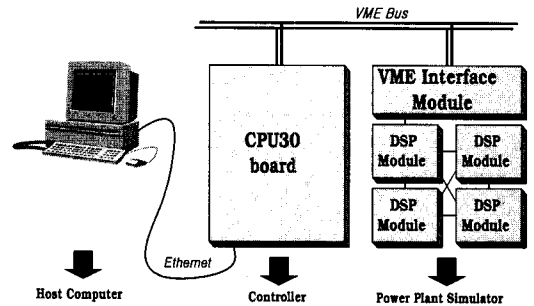 VME Bus
CPU30
board
VME Interface
Module
DSP
Module
DSP
Module
DSP
Module
DSP
Module
Ethernet
Host Computer
Controller
Power Plant Simulator